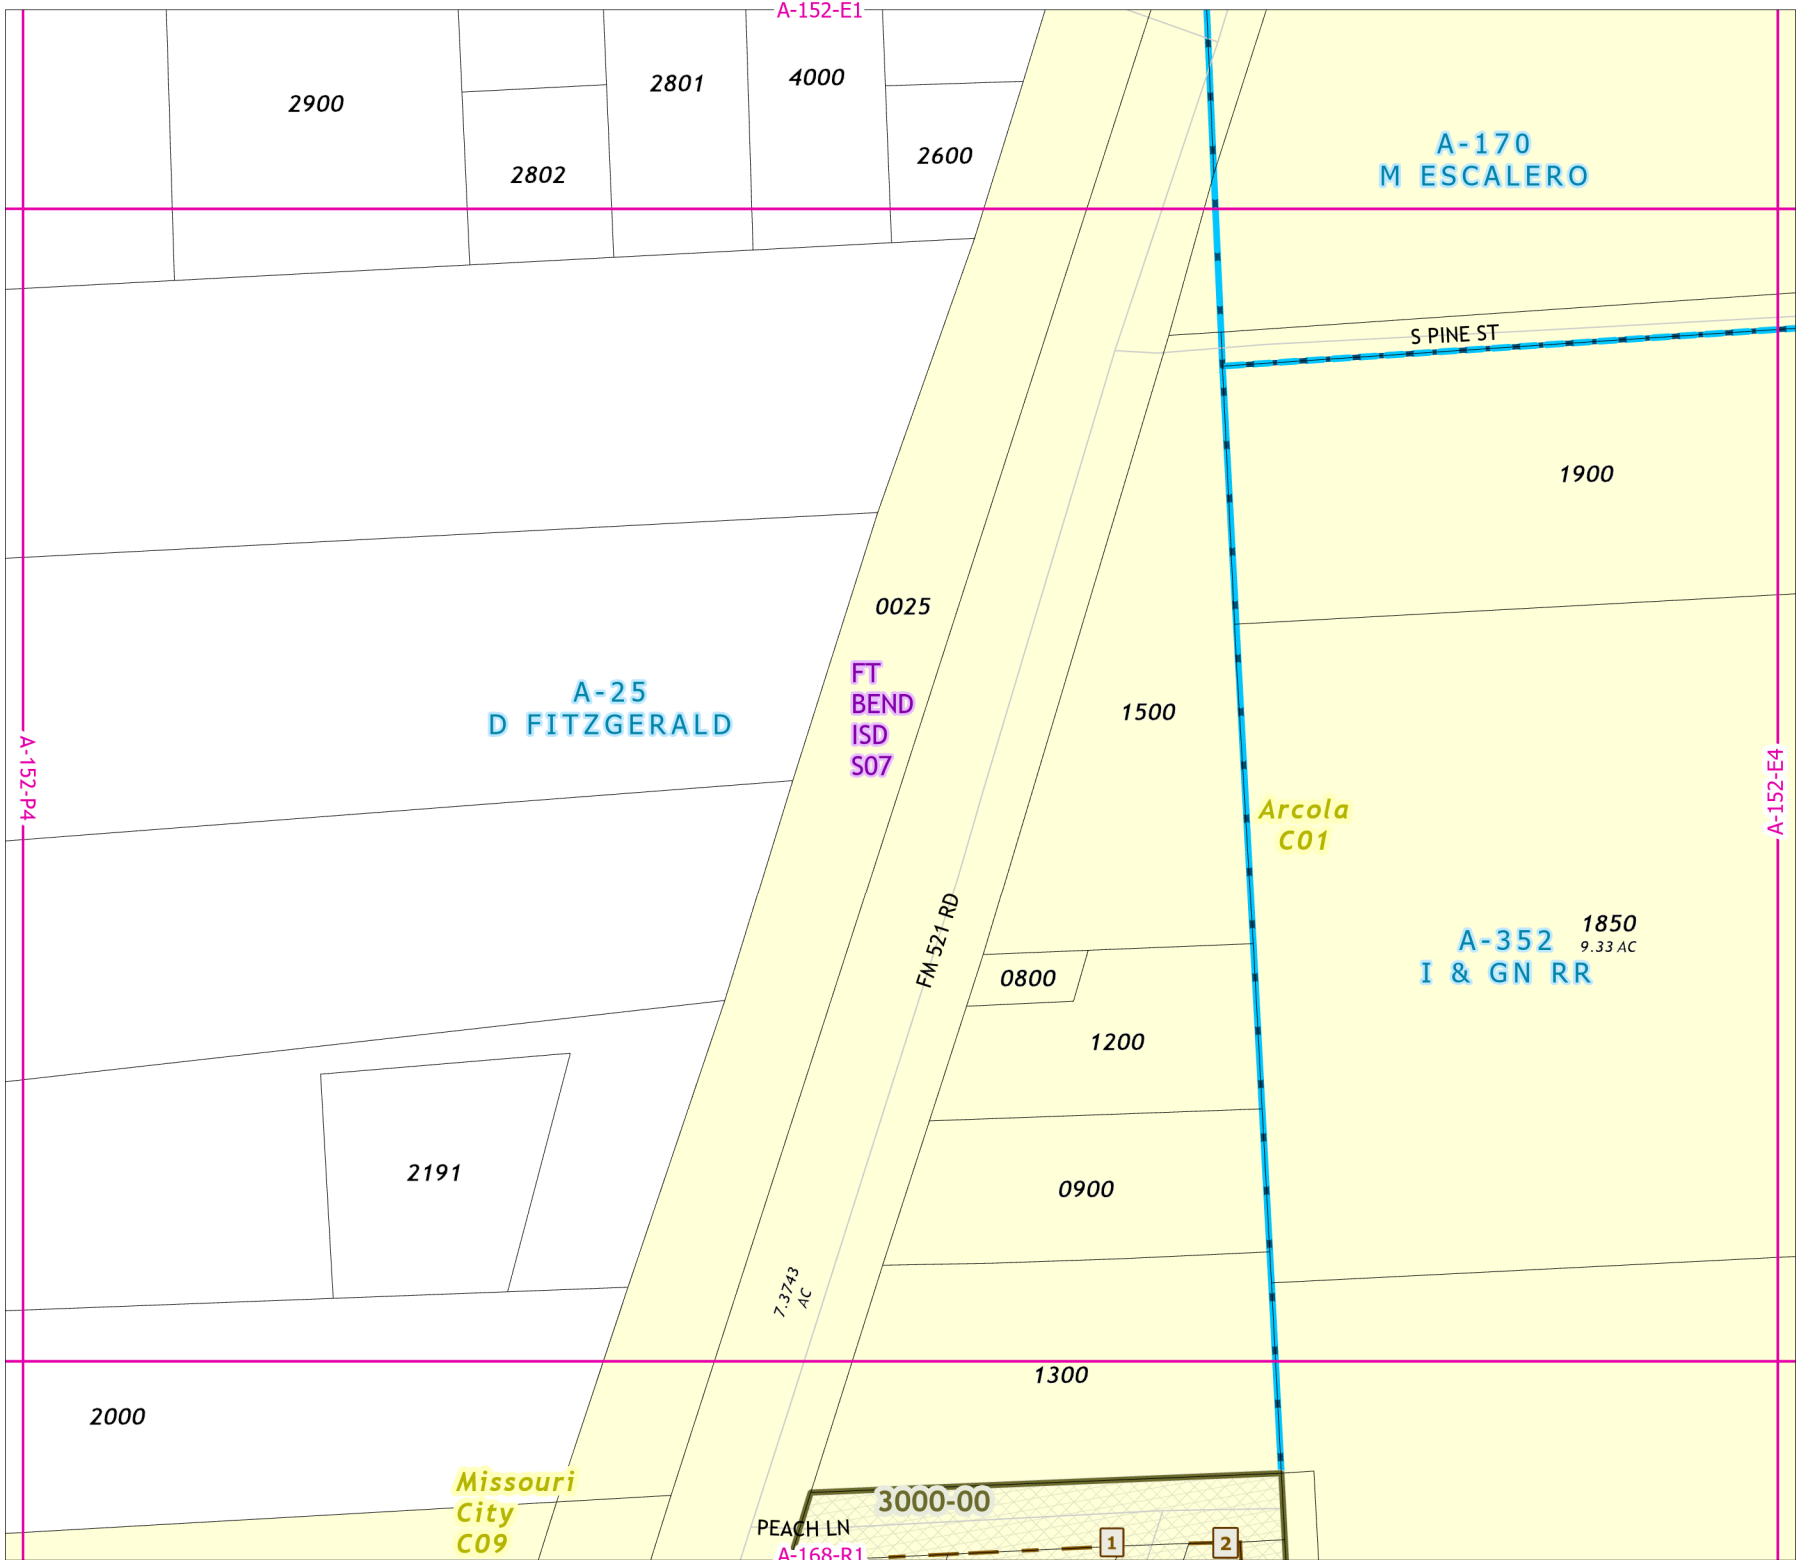 A-152-E1
2900
2801
4000
2802
2600
A-170
M ESCALERO
S PINE ST
1900
0025
FT
BEND
ISD
S07
A-25
D FITZGERALD
1500
A-152-P4
A-152-E4
Arcola
C01
1850
9.33 AC
A-352
I & GN RR
FM 521 RD
0800
1200
2191
0900
7.3743
AC
1300
2000
Missouri
City
C09
3000-00
PEACH LN
1
2
A-168-R1